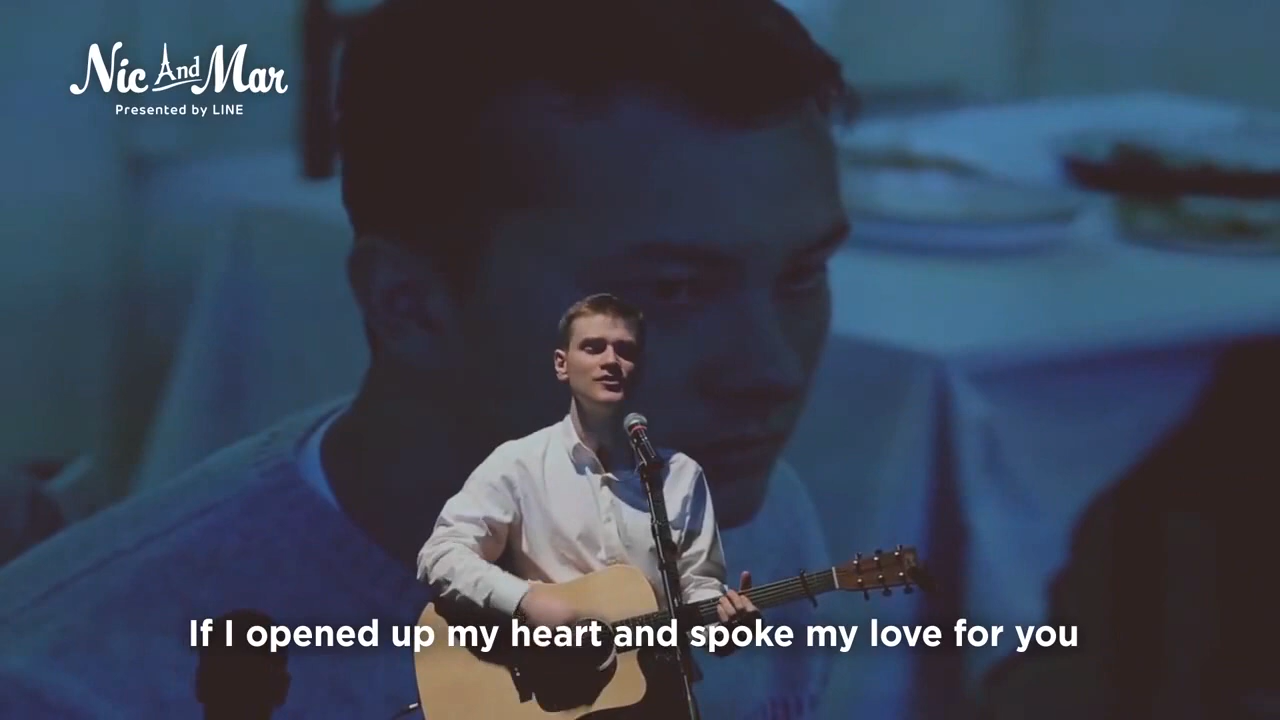 Nic And Mar
Presented by LINE
If I opened up my heart and spoke my love for you